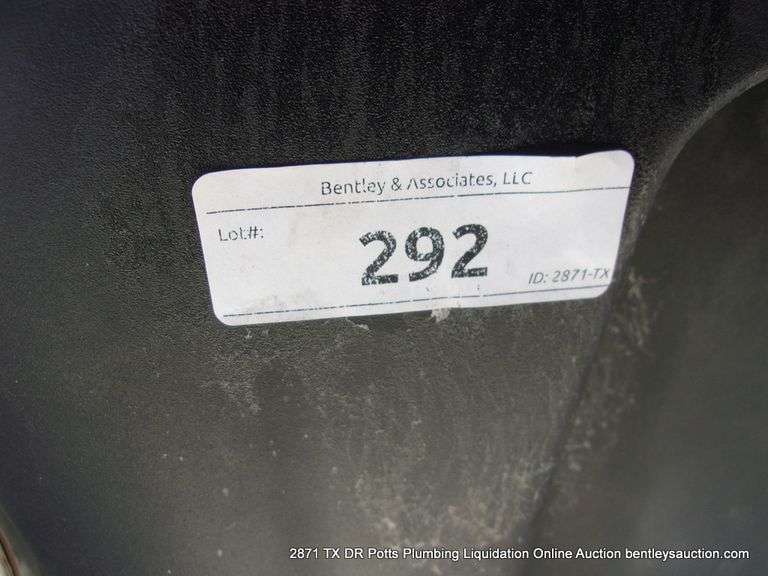 Bentley & Associates, LLC
Lot#:
292
ID: 2871-TX
2871 TX DR Potts Plumbing Liquidation Online Auction bentleysauction.com